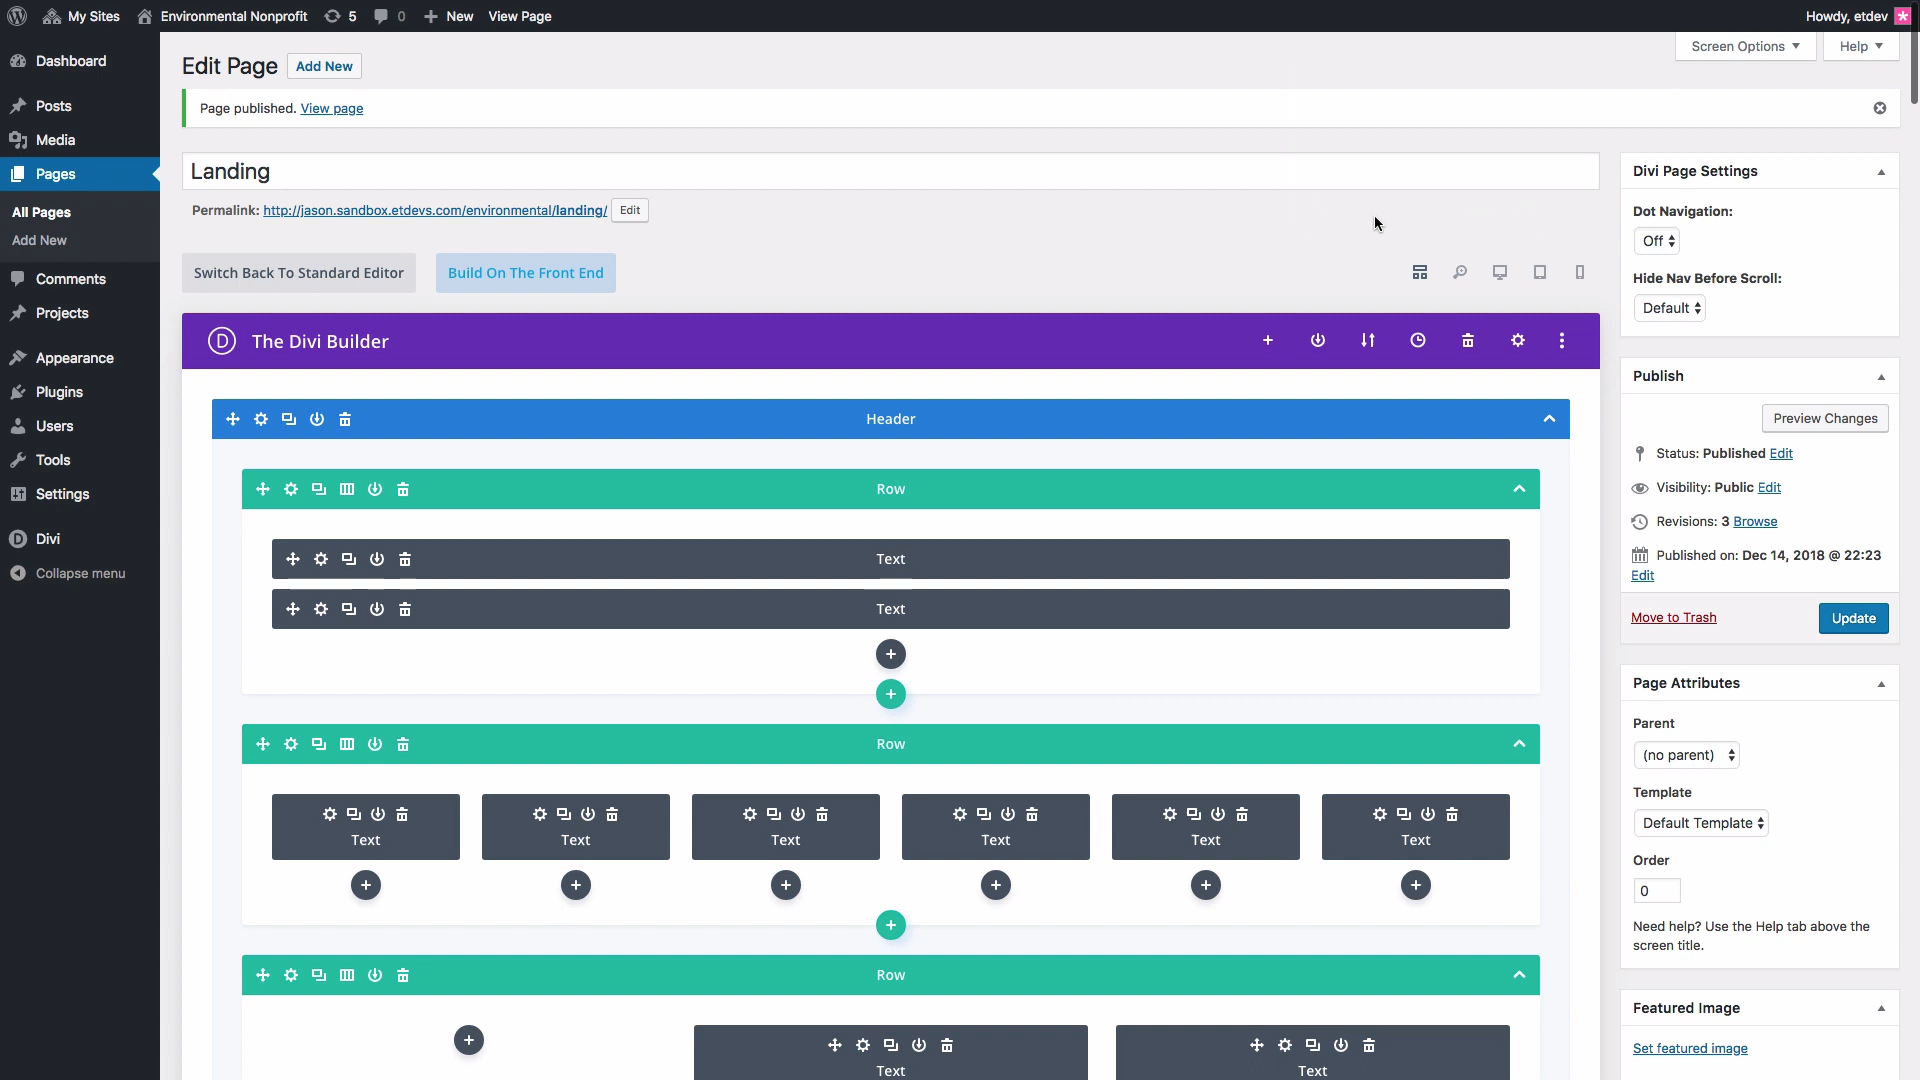 My Sites
Environmental Nonprofit
5
0
New
View Page
Howdy, etdev
Dashboard
Posts
Media
Pages
All Pages
Add New
Comments
Projects
Appearance
Plugins
Users
Tools
Settings
Divi
Collapse menu
Screen Options
Help
Edit Page
Add New
Page published. View page
Landing
Permalink: http://jason.sandbox.etdevs.com/environmental/landing/
Edit
Switch Back To Standard Editor
Build On The Front End
D
The Divi Builder
Header
Row
Text
Text
Row
Text
Text
Text
Text
Text
Text
Row
Text
Text
Divi Page Settings
Dot Navigation:
Off
Hide Nav Before Scroll:
Default
Publish
Preview Changes
Status: Published Edit
Visibility: Public Edit
Revisions: 3 Browse
Published on: Dec 14, 2018 @ 22:23
Edit
Move to Trash
Update
Page Attributes
Parent
(no parent)
Template
Default Template
Order
0
Need help? Use the Help tab above the
screen title.
Featured Image
Set featured image